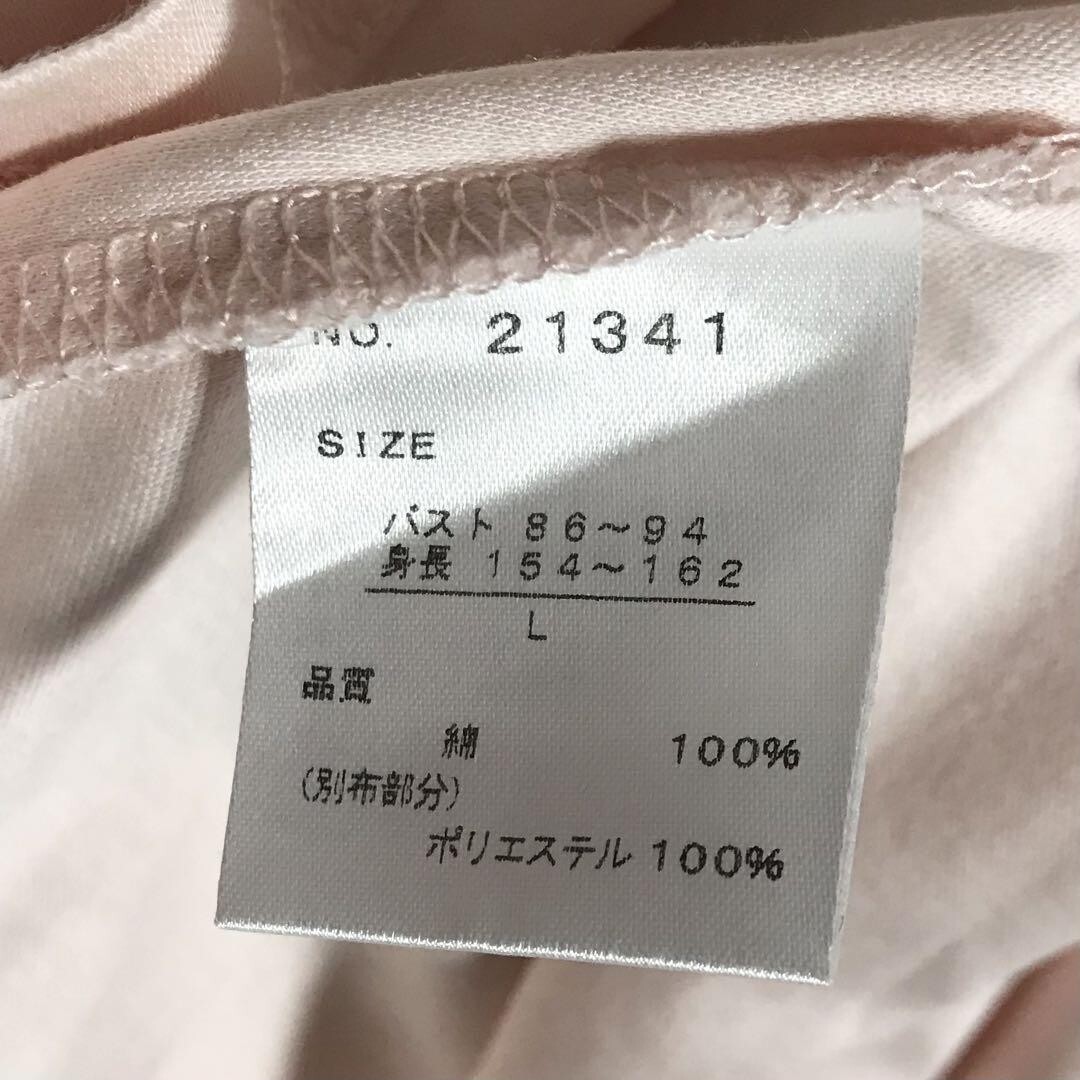 NO. 21341
SIZE
バスト 86~94
身長 154~162
L
品質
綿 100%
(別布部分)
ポリエステル 100%